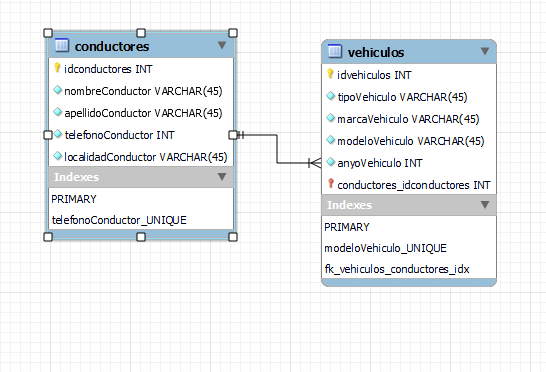 conductores
idconductores INT
nombreConductor VARCHAR(45)
apellidoConductor VARCHAR(45)
telefonoConductor INT
localidadConductor VARCHAR(45)
Indexes
PRIMARY
telefonoConductor_UNIQUE
vehiculos
idvehiculos INT
tipoVehiculo VARCHAR(45)
marcaVehiculo VARCHAR(45)
modeloVehiculo VARCHAR(45)
anyoVehiculo INT
conductores_idconductores INT
Indexes
PRIMARY
modeloVehiculo_UNIQUE
fk_vehiculos_conductores_idx